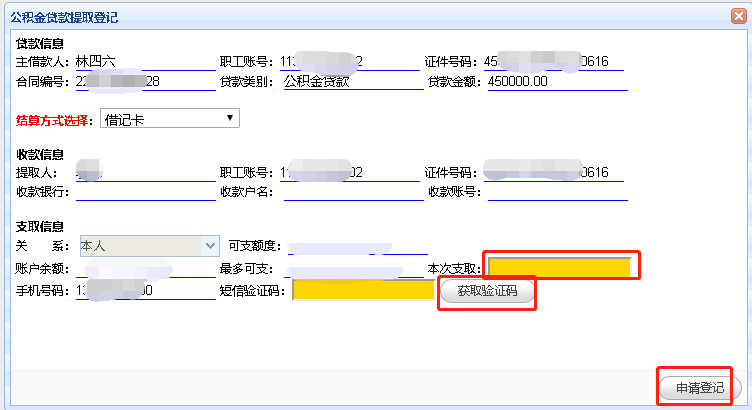 公积金贷款提取登记
贷款信息
主借款人: 林四六 职工账号: 11 2 证件号码: 45 0616
合同编号: 22 28 贷款类别: 公积金贷款 贷款金额: 450000.00
结算方式选择: 借记卡
收款信息
提取人: 职工账号: 11 02 证件号码: 0616
收款银行: 收款户名: 收款账号:
支取信息
关 系: 本人 可支额度:
账户余额: 最多可支: 本次支取:
手机号码: 13 00 短信验证码: 获取验证码
申请登记